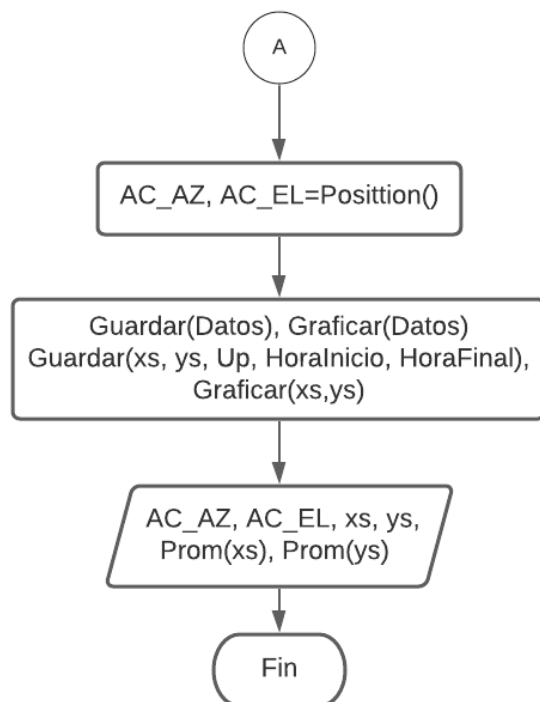 A
AC_AZ, AC_EL=Posittion()
Guardar(Datos), Graficar(Datos)
Guardar(xs, ys, Up, HoraInicio, HoraFinal),
Graficar(xs,ys)
AC_AZ, AC_EL, xs, ys,
Prom(xs), Prom(ys)
Fin